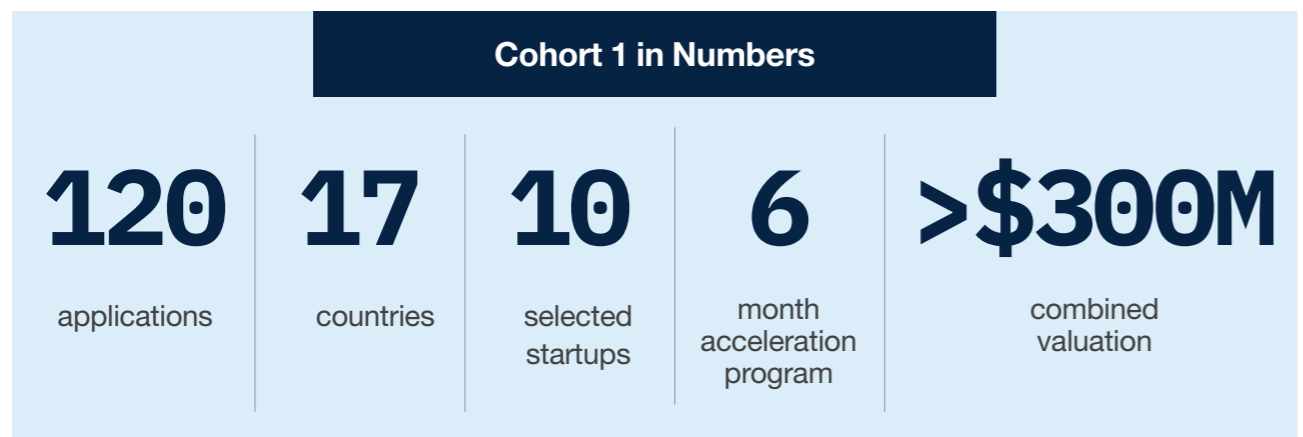 Cohort 1 in Numbers
120
applications
17
countries
10
selected
startups
6
month
acceleration
program
>$300M
combined
valuation